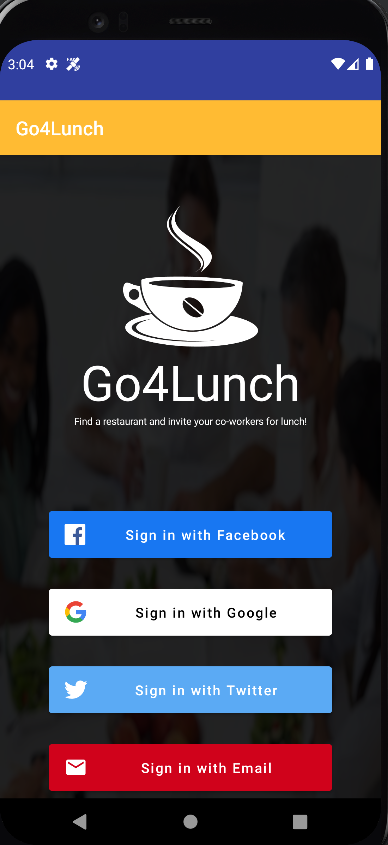 3:04
Go4Lunch
Go4Lunch
Find a restaurant and invite your co-workers for lunch!
Sign in with Facebook
Sign in with Google
Sign in with Twitter
Sign in with Email